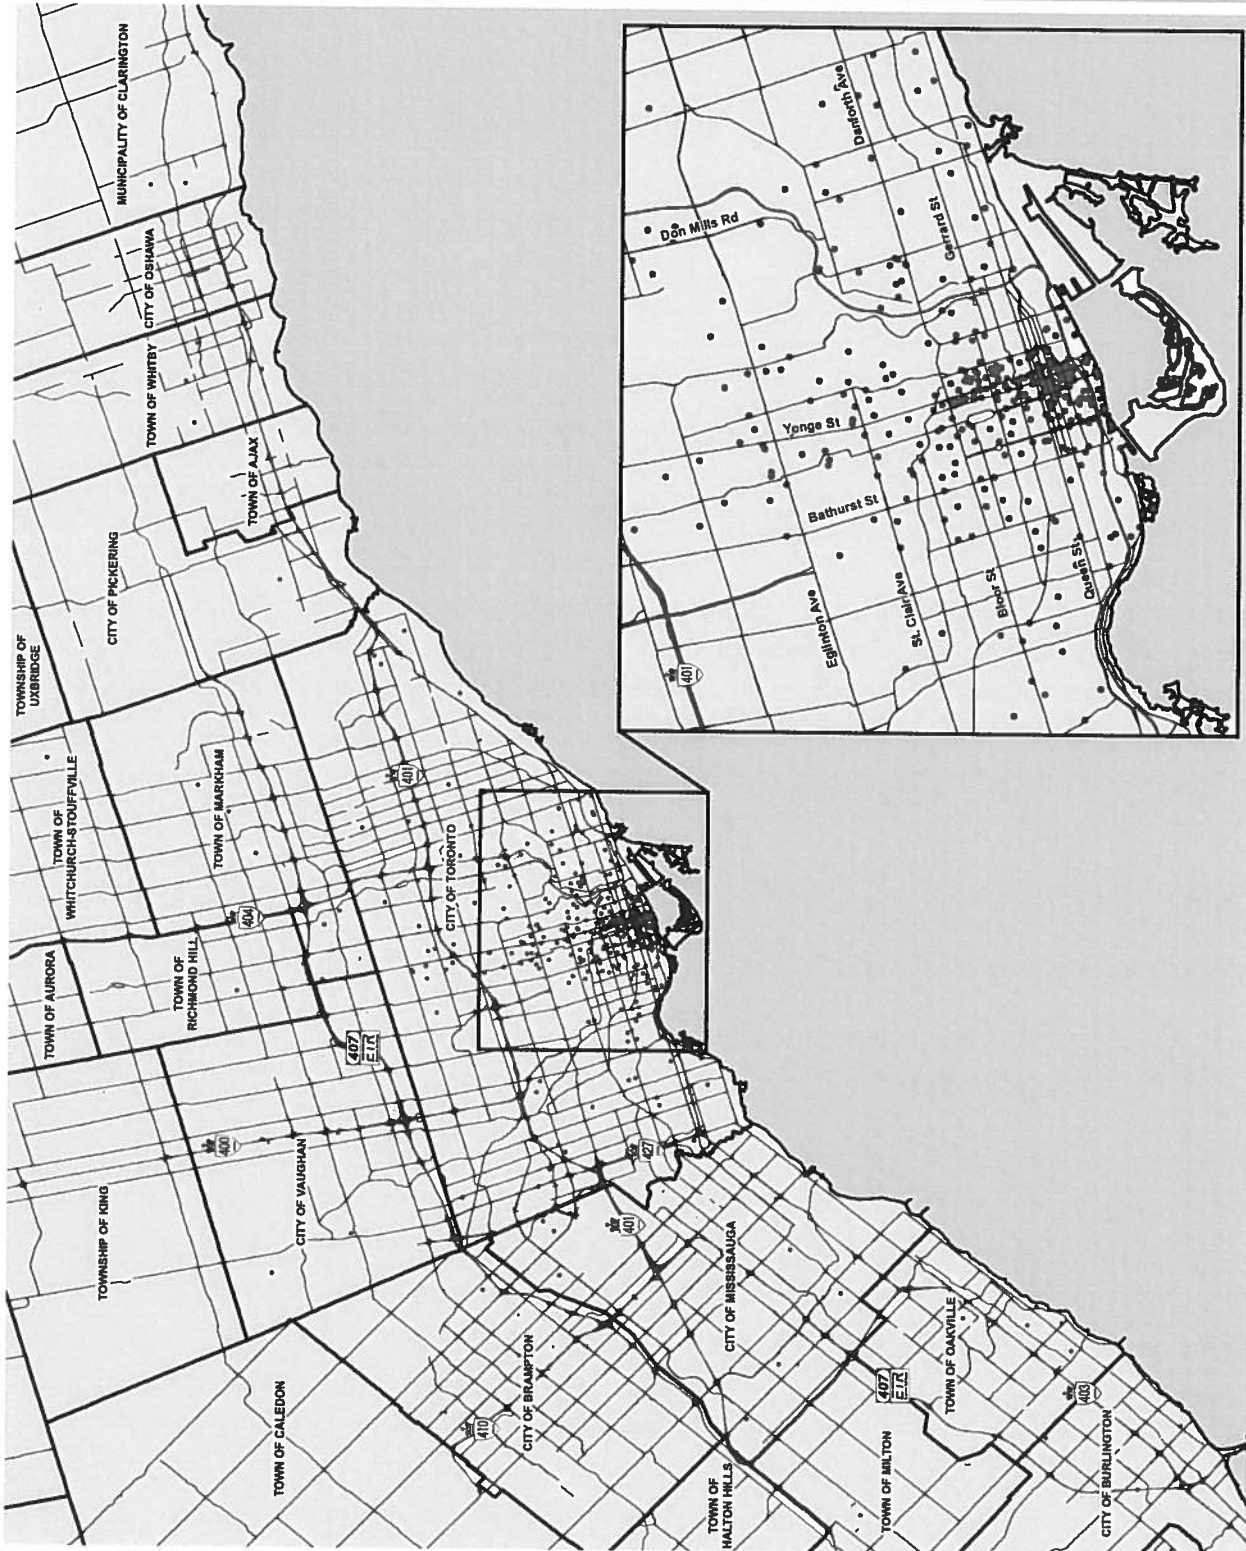 MUNICIPALITY OF CLARINGTON
CITY OF OSHAWA
TOWN OF WHITBY
TOWN OF AJAX
CITY OF PICKERING
TOWNSHIP OF
UXBRIDGE
TOWN OF
WHITCHURCH-STOUFFVILLE
TOWN OF MARKHAM
401
CITY OF TORONTO
404
TOWN OF AURORA
TOWN OF
RICHMOND HILL
407
ETR
400
CITY OF VAUGHAN
TOWNSHIP OF KING
427
401
CITY OF MISSISSAUGA
TOWN OF CALEDON
CITY OF BRAMPTON
410
407
ETR
TOWN OF OAKVILLE
403
TOWN OF
HALTON HILLS
TOWN OF MILTON
CITY OF BURLINGTON
Danforth Ave
Don Mills Rd
Gerrard St
Yonge St
Bathurst St
Eglinton Ave
St. Clair Ave
Bloor St
Queen St
401